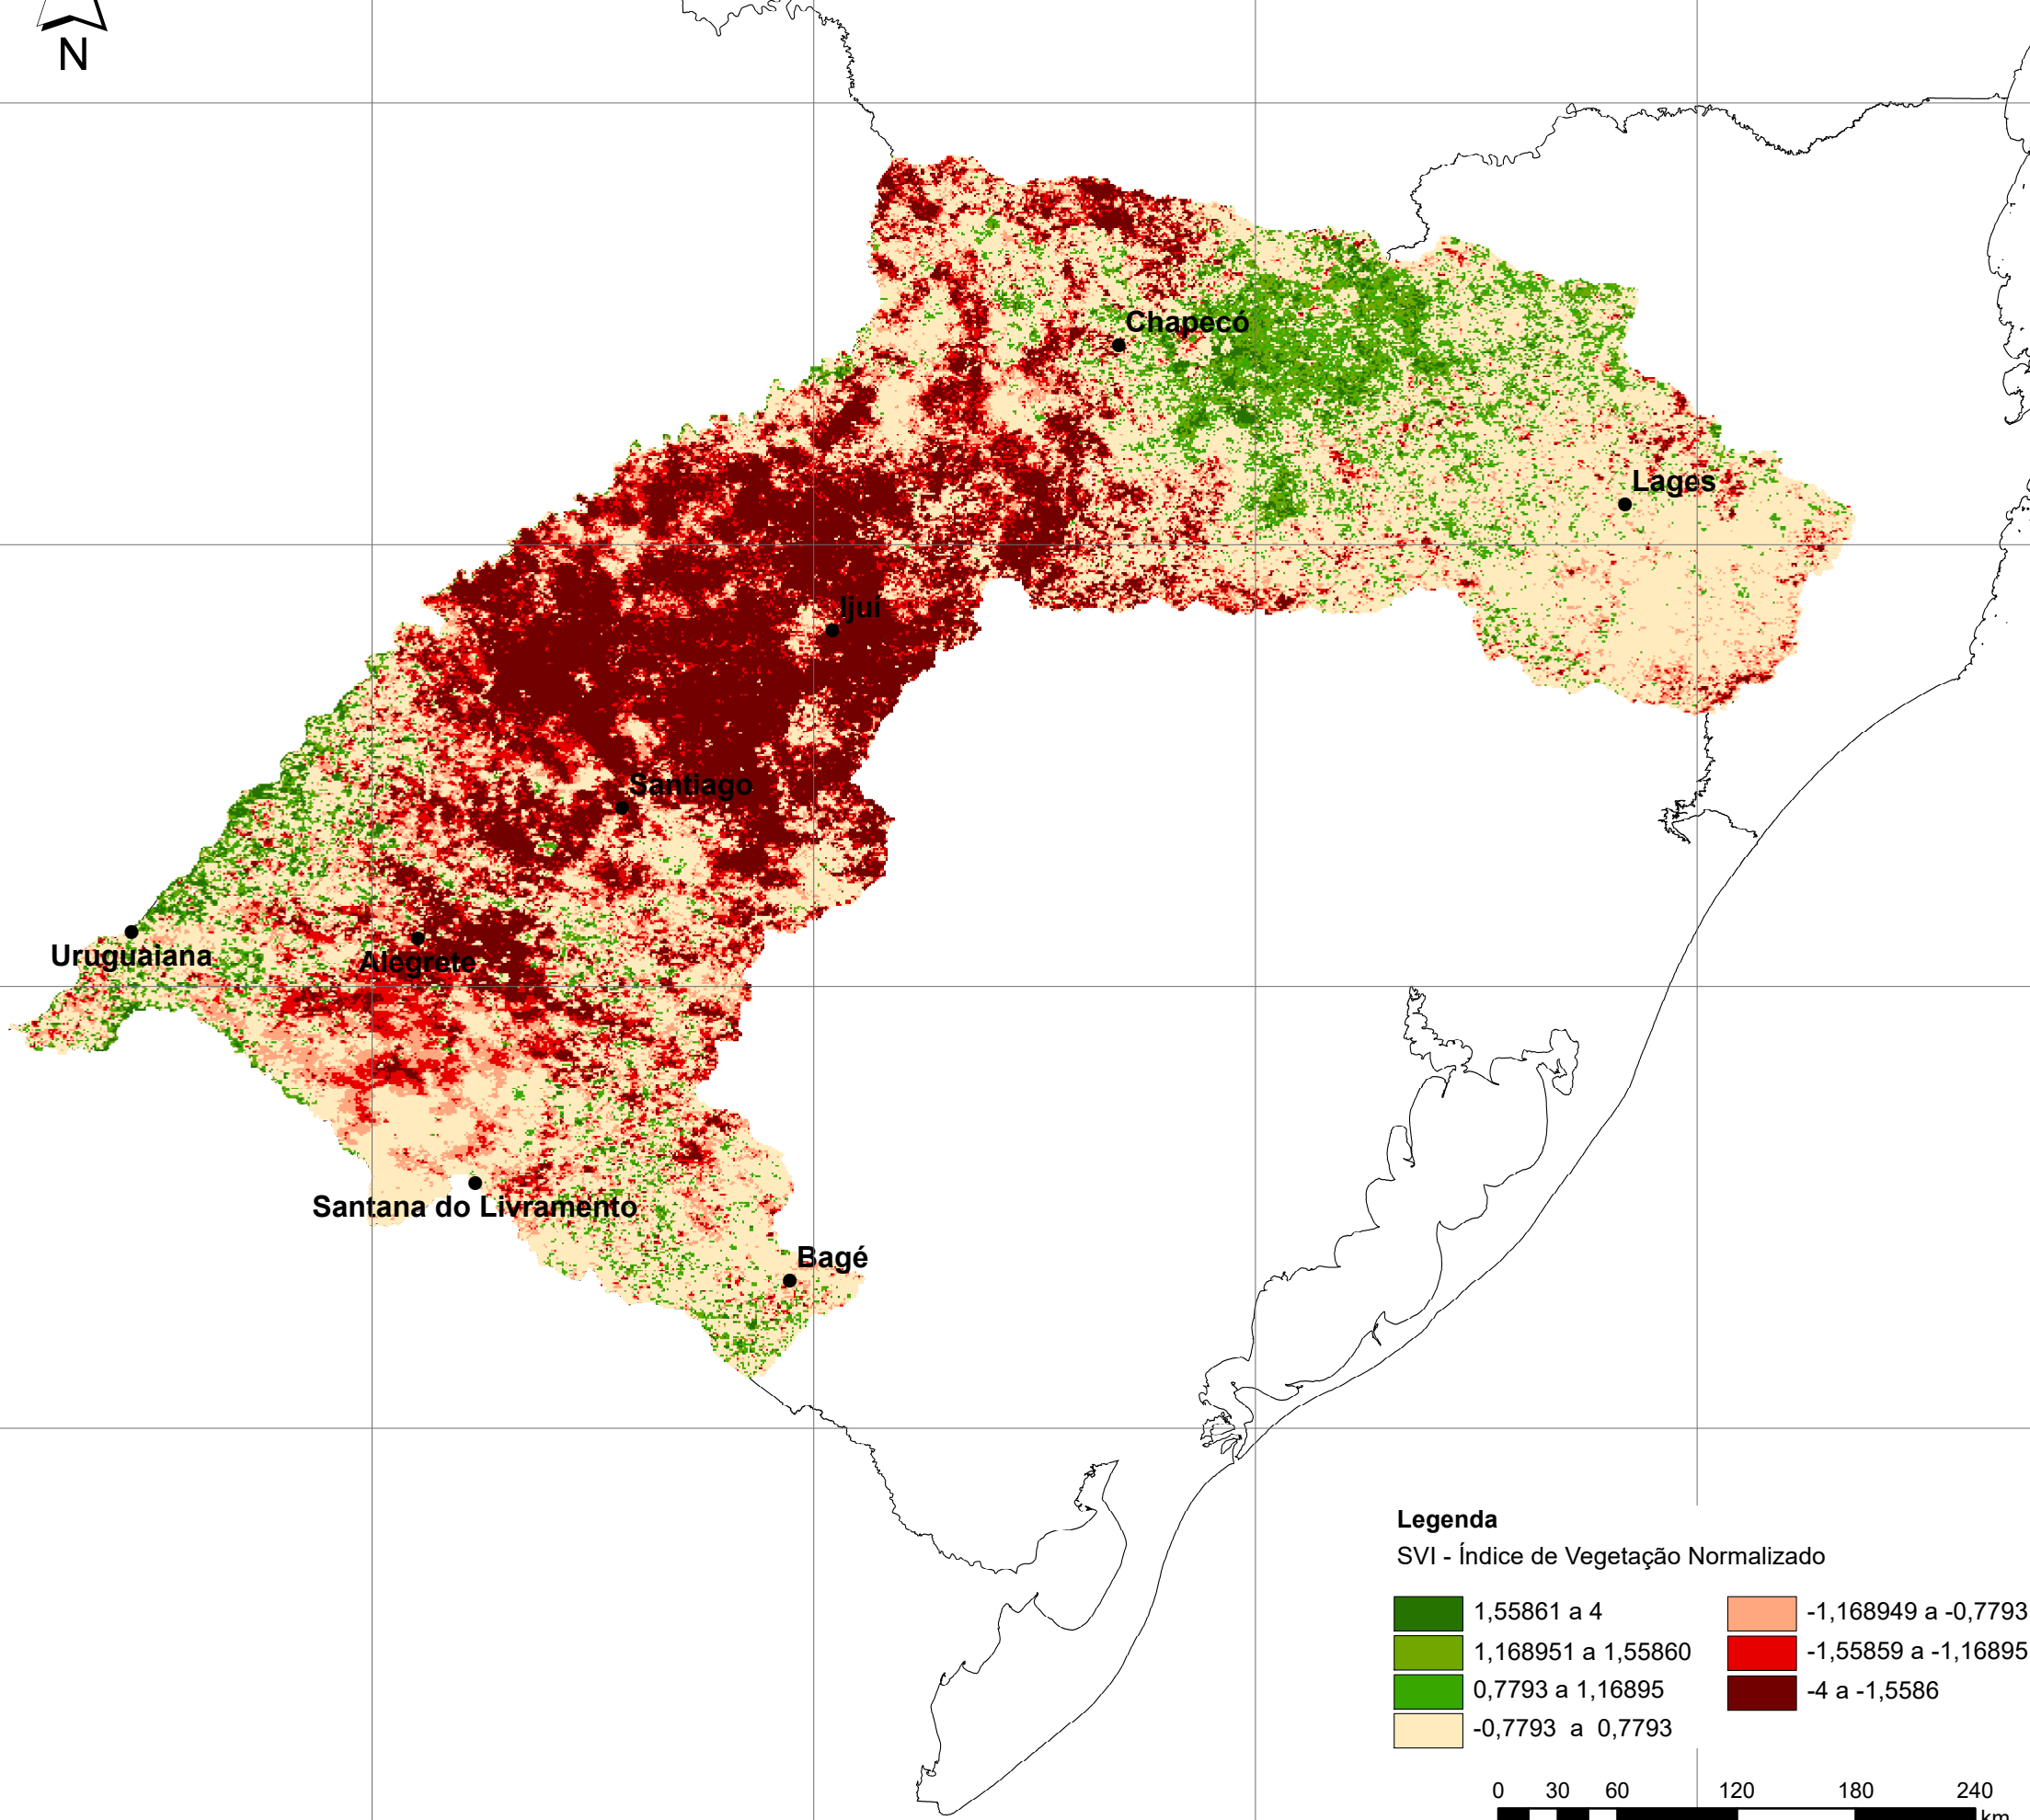 N
Chapecó
Lages
Ijuí
Santiago
Uruguaiana
Alegrete
Santana do Livramento
Bagé
Legenda
SVI - Índice de Vegetação Normalizado
1,55861 a 4
1,168951 a 1,55860
0,7793 a 1,16895
-0,7793 a 0,7793
-1,168949 a -0,7793
-1,55859 a -1,16895
-4 a -1,5586
0 30 60 120 180 240
km